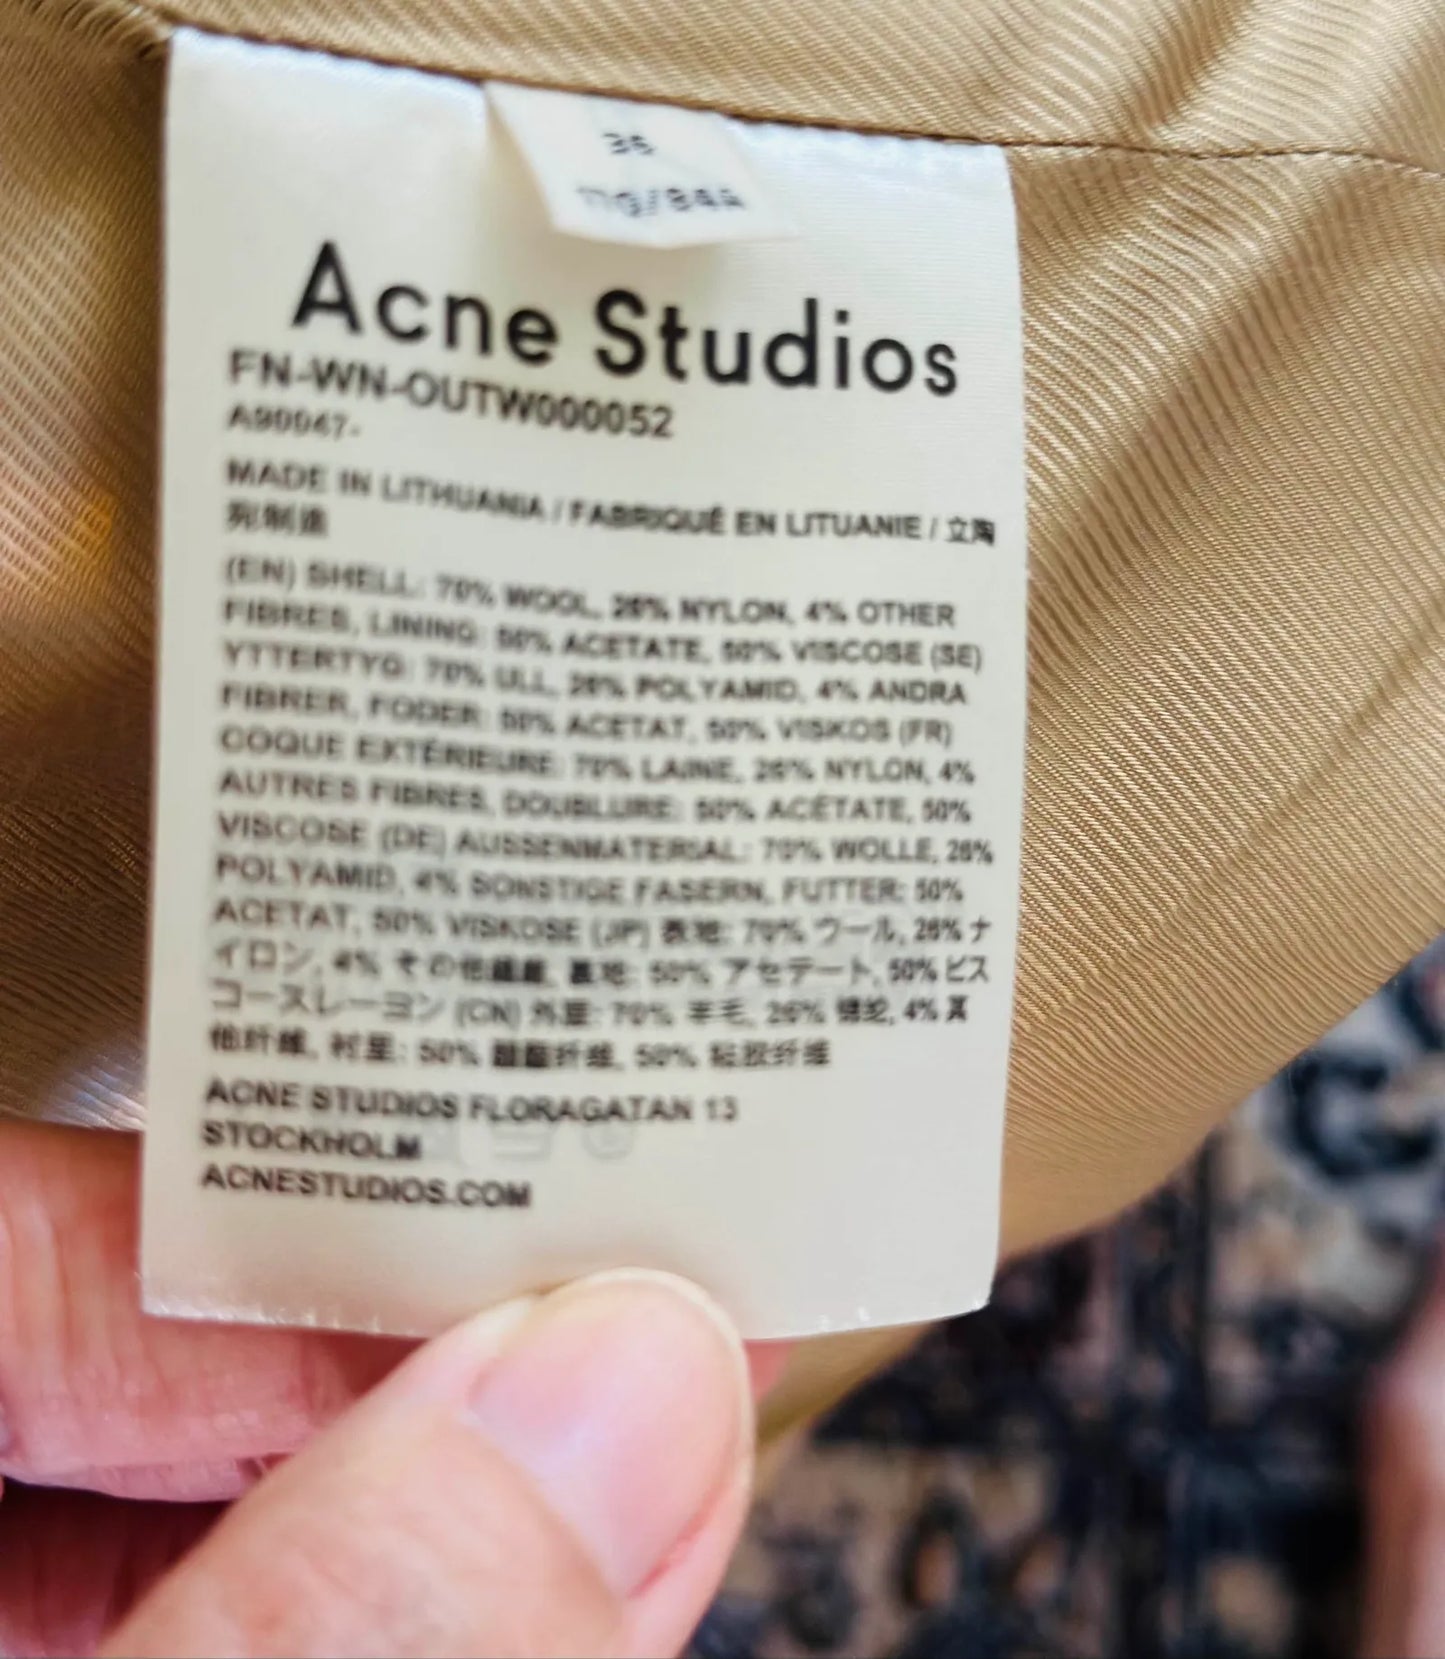 36
Acne Studios
FN-WN-OUTW000052
A90047-
MADE IN LITHUANIA / FABRIQUÉ EN LITUANIE / 立陶
宛制造
(EN) SHELL: 70% WOOL, 26% NYLON, 4% OTHER
FIBRES, LINING: 50% ACETATE, 50% VISCOSE (SE)
YTTERTYG: 70% ULL, 26% POLYAMID, 4% ANDRA
FIBRER, FODER: 50% ACETAT, 50% VISKOS (FR)
COQUE EXTÉRIEURE: 70% LAINE, 26% NYLON, 4%
AUTRES FIBRES, DOUBLURE: 50% ACÉTATE, 50%
VISCOSE (DE) AUSSENMATERIAL: 70% WOLLE, 26%
POLYAMID, 4% SONSTIGE FASERN, FUTTER: 50%
ACETAT, 50% VISKOSE (JP) 表地: 70% ウール, 26% ナ
イロン, 4% その他繊維, 裏地: 50% アセテート, 50% ビス
コースレーヨン (CN) 外里: 70% 羊毛, 26% 锦纶, 4% 其
他纤维, 衬里: 50% 醋酯纤维, 50% 粘胶纤维
ACNE STUDIOS FLORAGATAN 13
STOCKHOLM
ACNESTUDIOS.COM